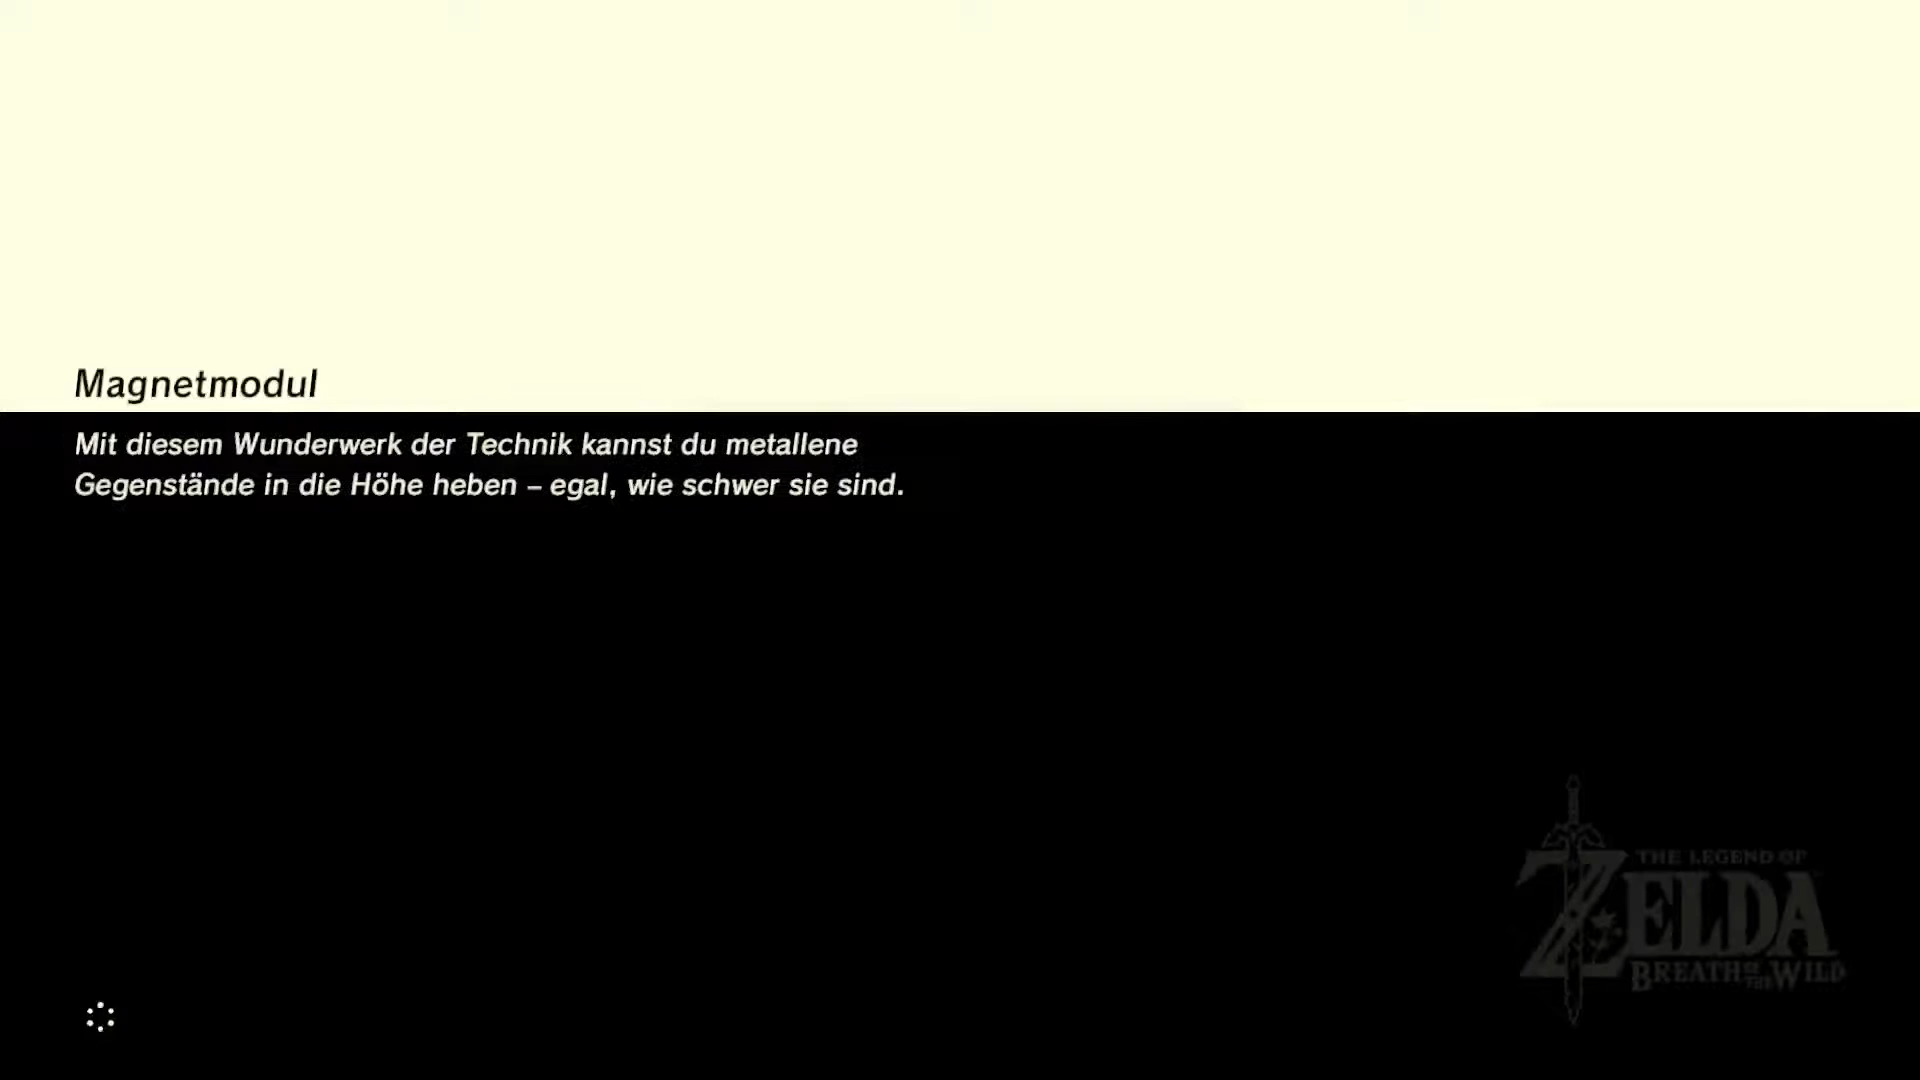 Magnetmodul
Mit diesem Wunderwerk der Technik kannst du metallene
Gegenstände in die Höhe heben – egal, wie schwer sie sind.
THE LEGEND OF
ZELDA
BREATH OF THE WILD